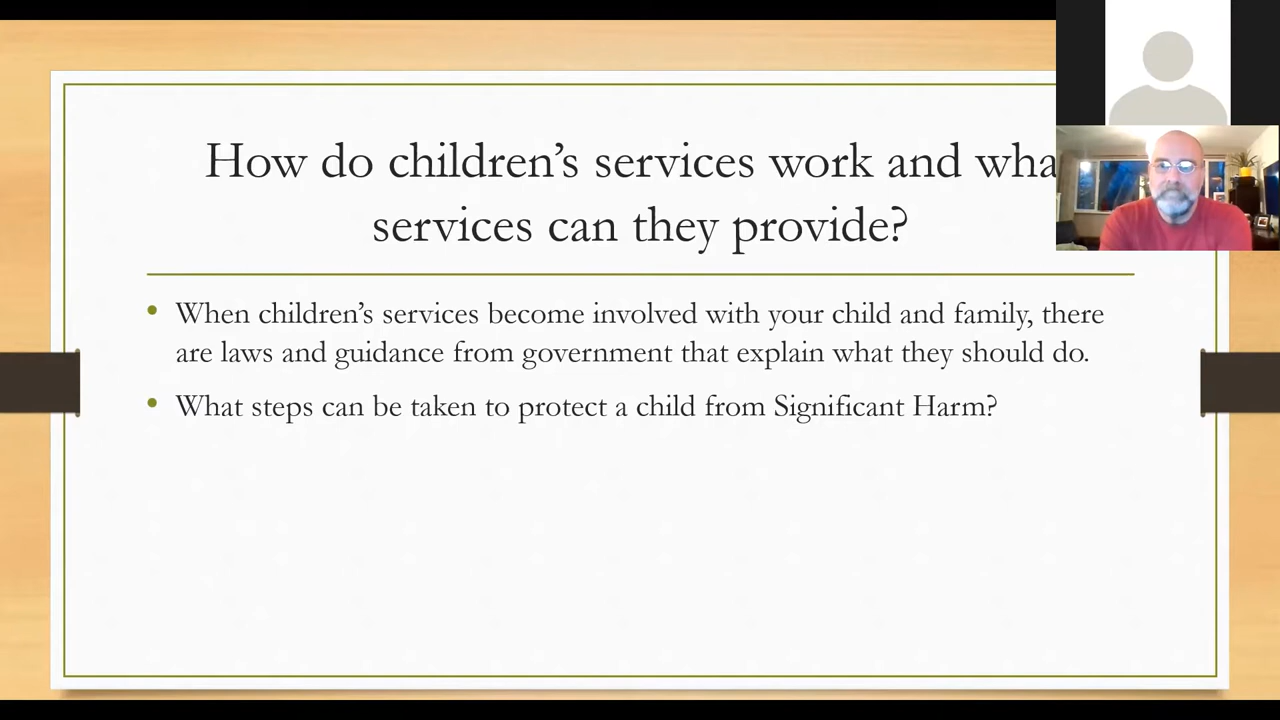 How do children’s services work and wha
services can they provide?
• When children’s services become involved with your child and family, there
are laws and guidance from government that explain what they should do.
• What steps can be taken to protect a child from Significant Harm?